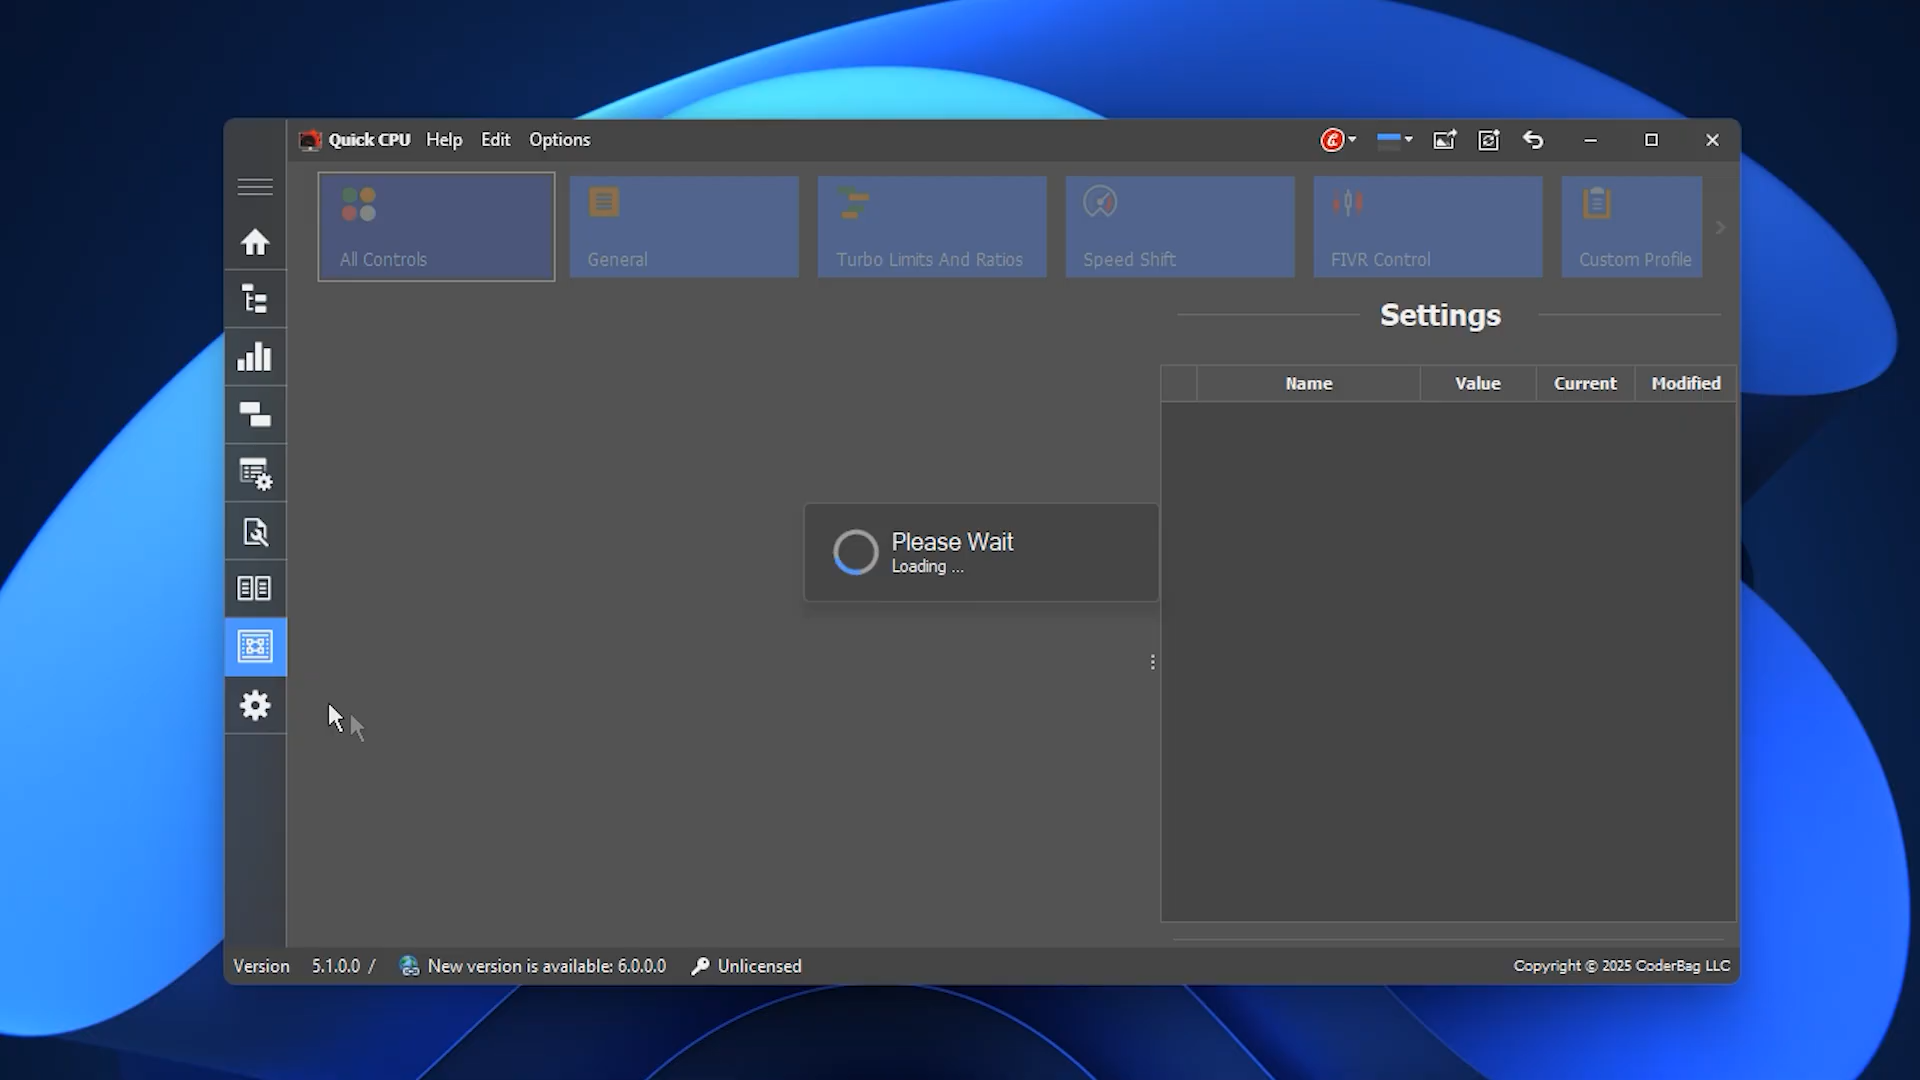 Quick CPU Help Edit Options
All Controls
General
Turbo Limits And Ratios
Speed Shift
FIVR Control
Custom Profile
Settings
Name Value Current Modified
Please Wait
Loading ...
Version 5.1.0.0 / New version is available: 6.0.0.0 Unlicensed
Copyright © 2025 CoderBag LLC